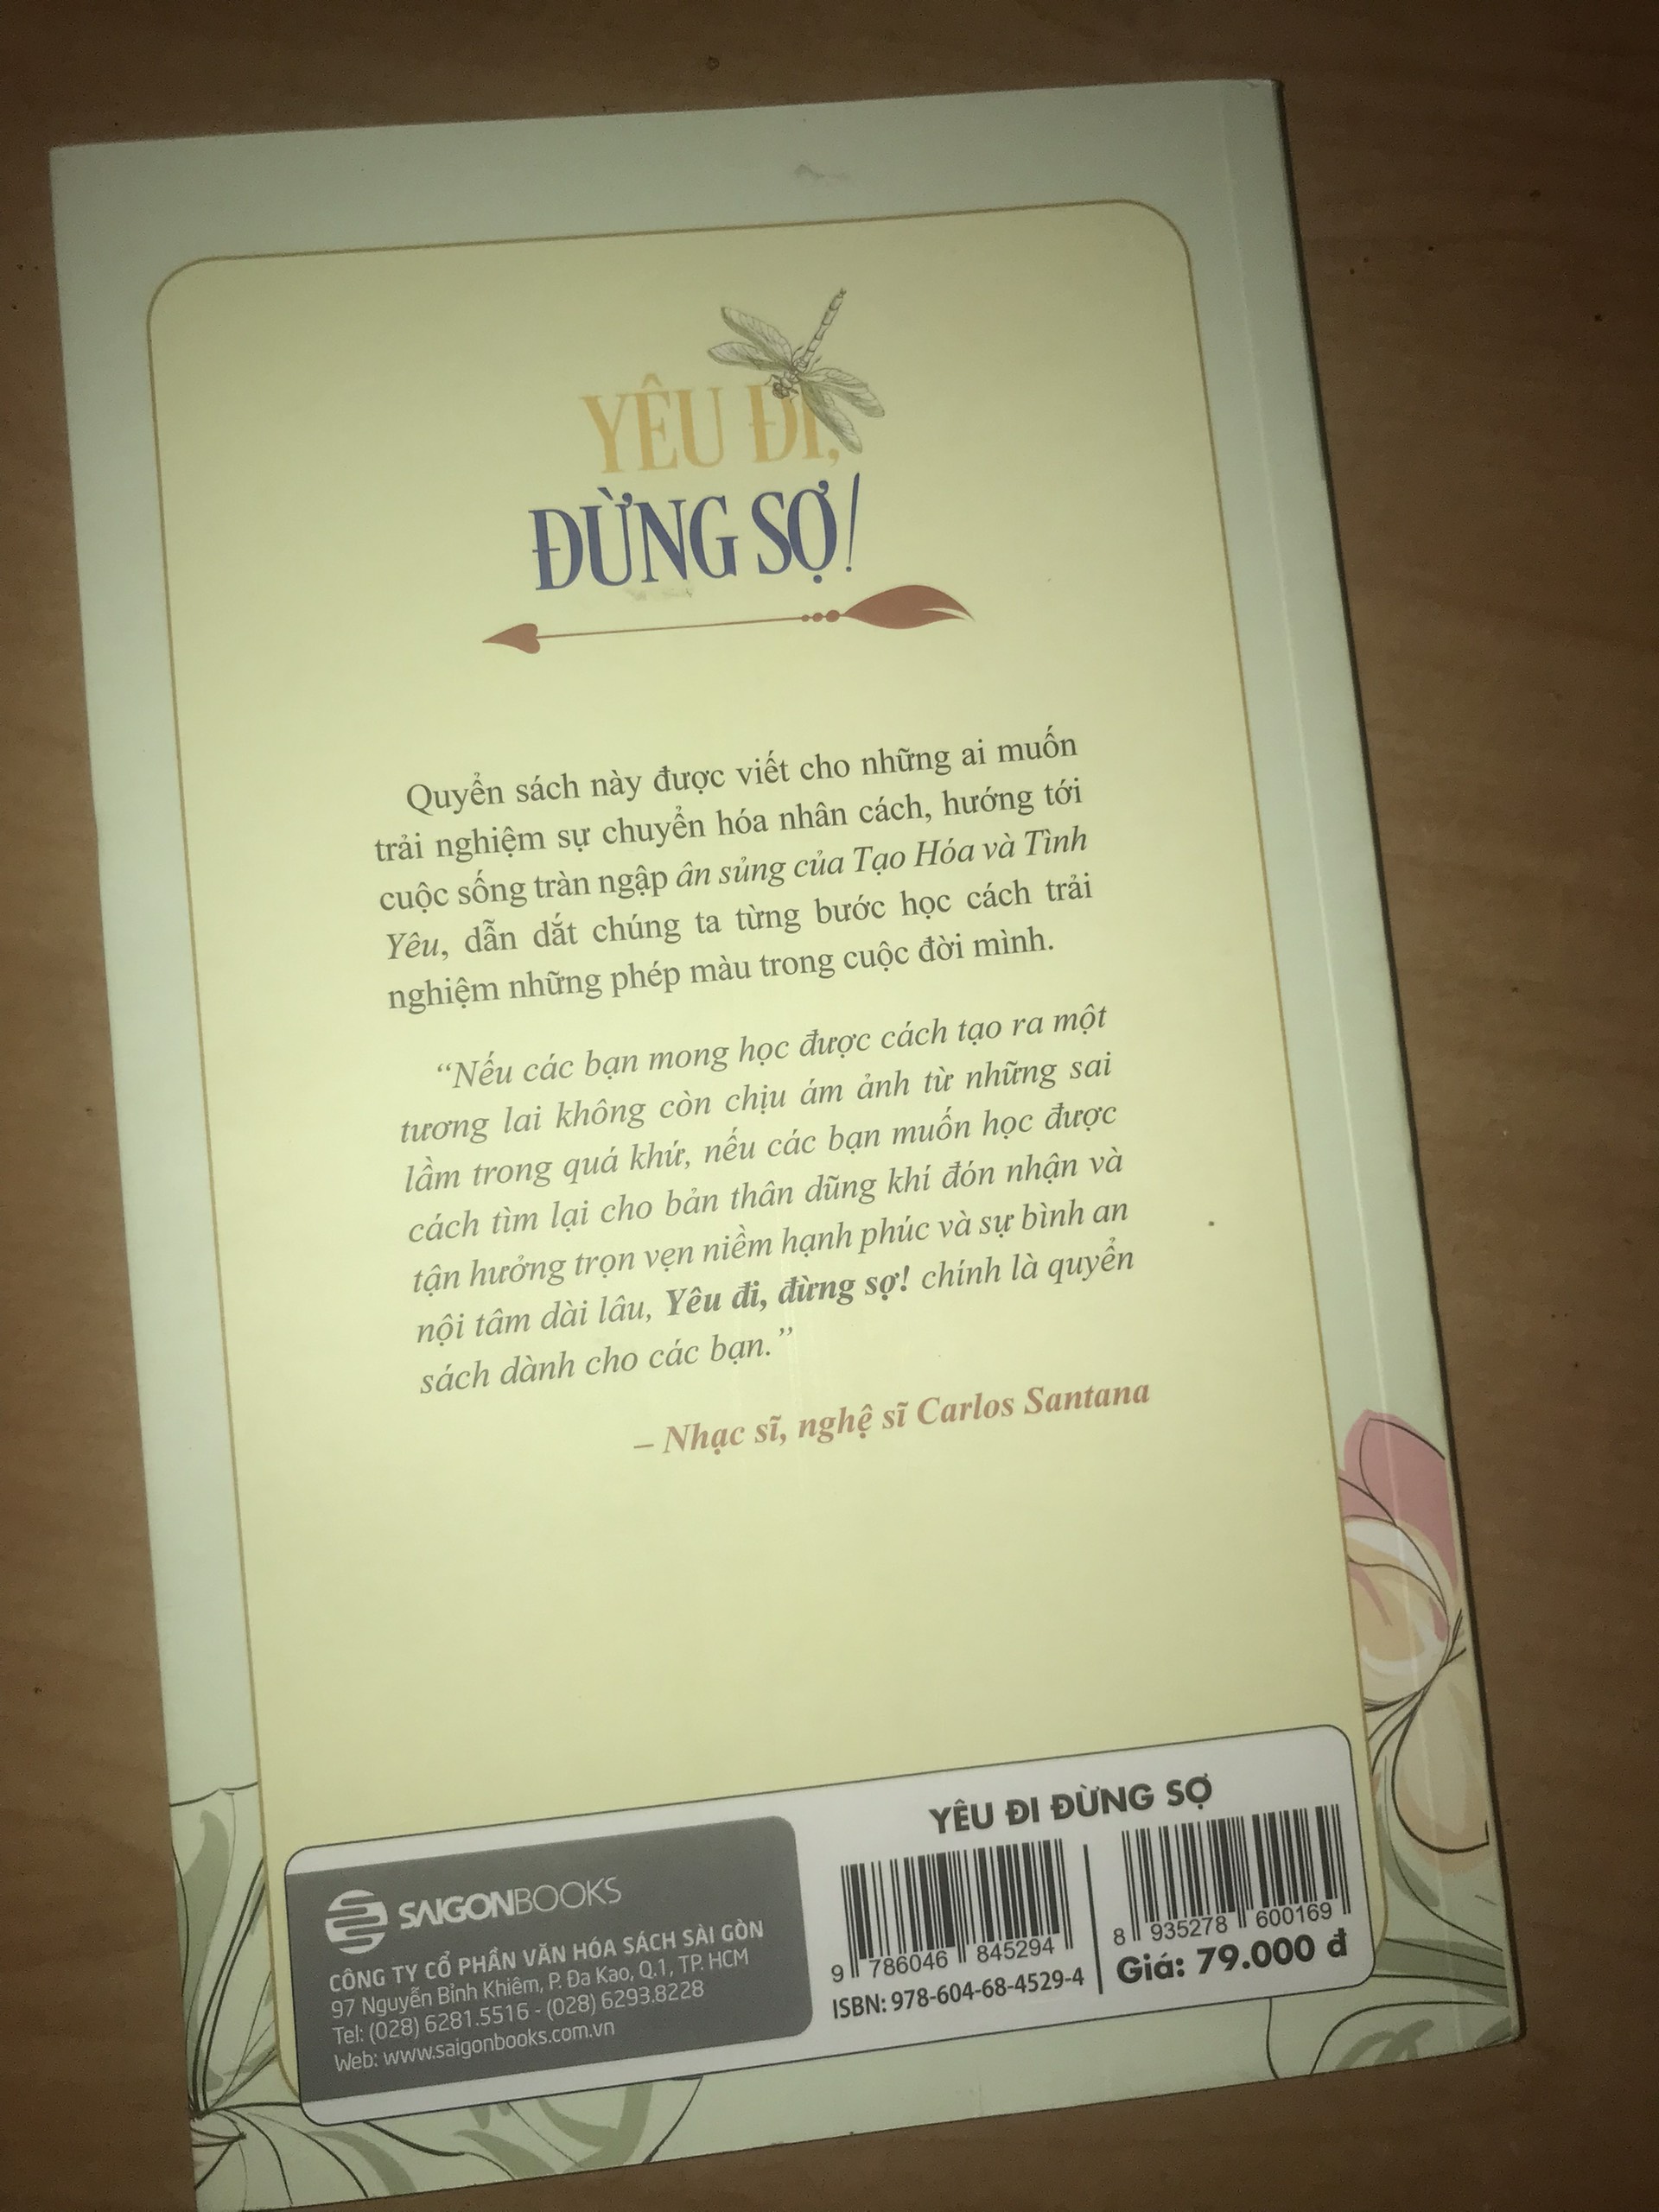 YÊU ĐI,
ĐỪNG SỢ!
Quyển sách này được viết cho những ai muốn
trải nghiệm sự chuyển hóa nhân cách, hướng tới
cuộc sống tràn ngập ân sủng của Tạo Hóa và Tình
Yêu, dẫn dắt chúng ta từng bước học cách trải
nghiệm những phép màu trong cuộc đời mình.
“Nếu các bạn mong học được cách tạo ra một
tương lai không còn chịu ám ảnh từ những sai
lầm trong quá khứ, nếu các bạn muốn học được
cách tìm lại cho bản thân dũng khí đón nhận và
tận hưởng trọn vẹn niềm hạnh phúc và sự bình an
nội tâm dài lâu, Yêu đi, đừng sợ! chính là quyển
sách dành cho các bạn.”
– Nhạc sĩ, nghệ sĩ Carlos Santana
SAIGONBOOKS
CÔNG TY CỔ PHẦN VĂN HÓA SÁCH SÀI GÒN
97 Nguyễn Bỉnh Khiêm, P. Đa Kao, Q.1, TP. HCM
Tel: (028) 6281.5516 - (028) 6293.8228
Web: www.saigonbooks.com.vn
YÊU ĐI ĐỪNG SỢ
9 786046 845294
ISBN: 978-604-68-4529-4
8 935278 600169
Giá: 79.000 đ